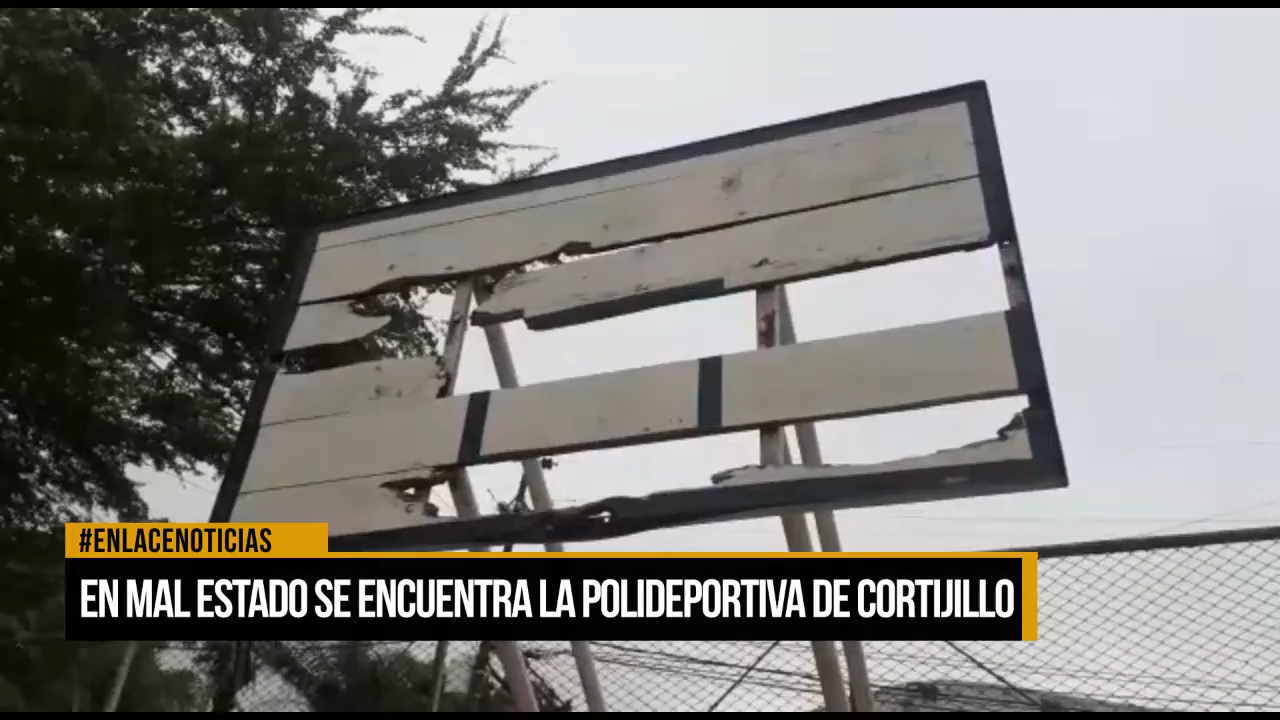 #ENLACENOTICIAS
EN MAL ESTADO SE ENCUENTRA LA POLIDEPORTIVA DE CORTIJILLO